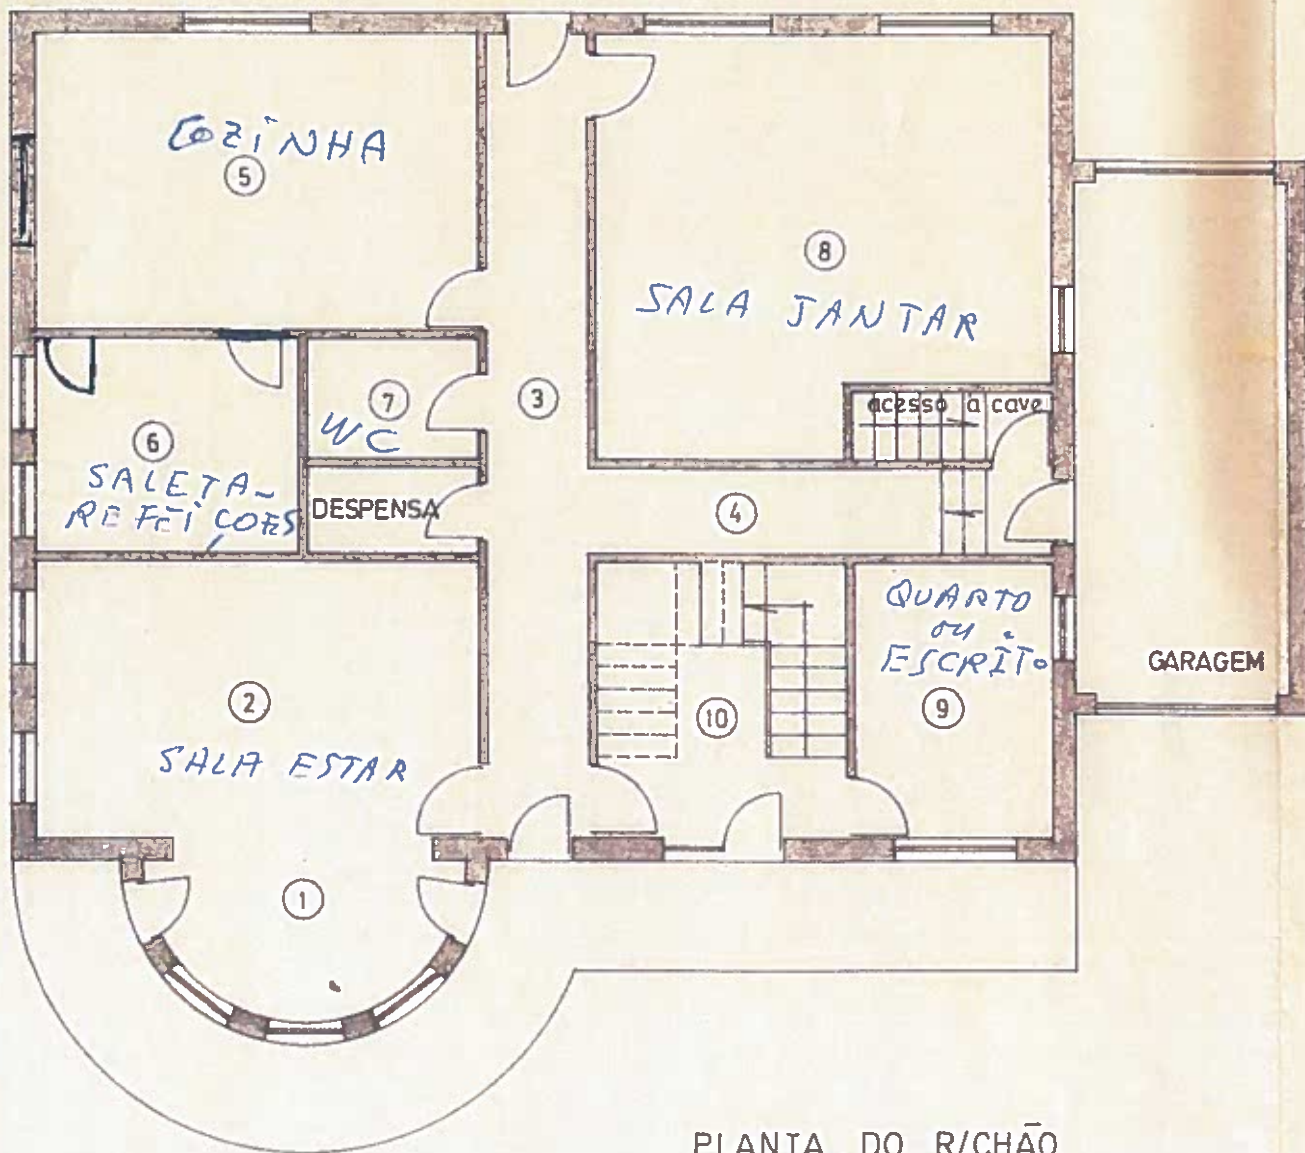 COZINHA
5
8
SALA JANTAR
acesso a cave
7
WC
3
6
SALETA-
REFEIÇOES
DESPENSA
4
QUARTO
OU
ESCRITO
9
GARAGEM
2
SALA ESTAR
10
1
PLANTA DO R/CHÃO